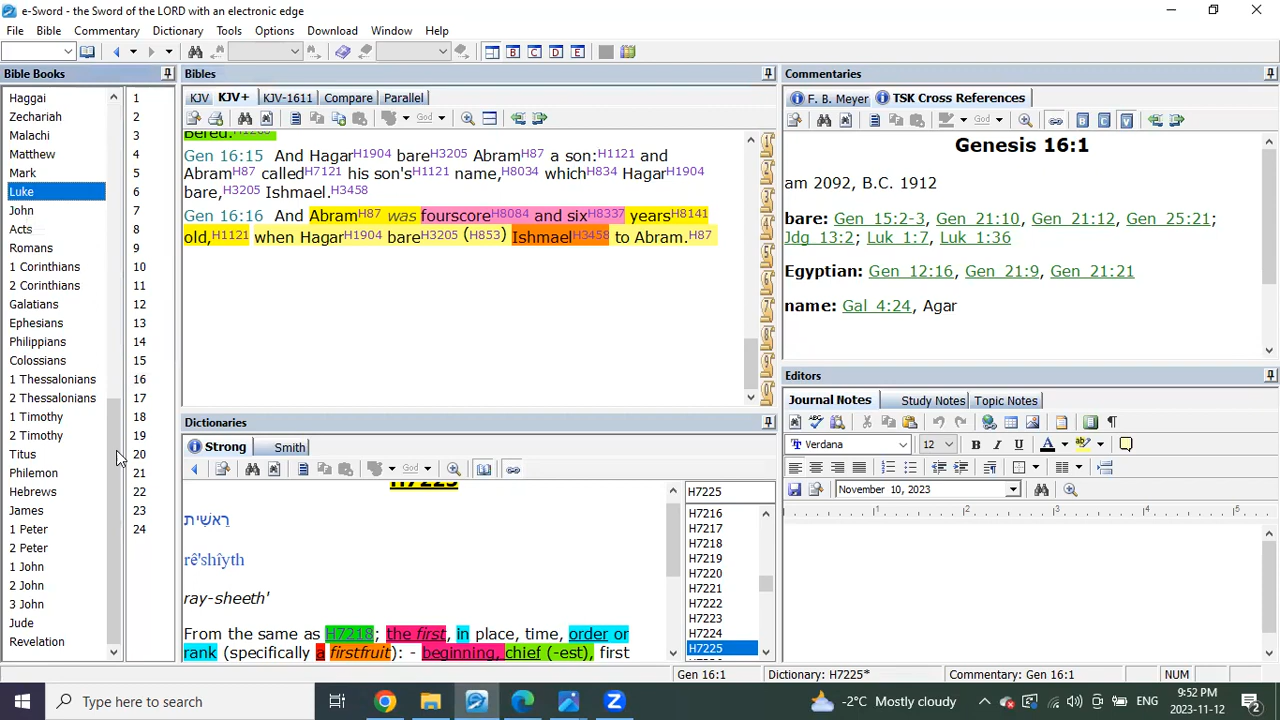 e-Sword - the Sword of the LORD with an electronic edge
File Bible Commentary Dictionary Tools Options Download Window Help
B C D E
Bible Books
Haggai
Zechariah
Malachi
Matthew
Mark
Luke
John
Acts
Romans
1 Corinthians
2 Corinthians
Galatians
Ephesians
Philippians
Colossians
1 Thessalonians
2 Thessalonians
1 Timothy
2 Timothy
Titus
Philemon
Hebrews
James
1 Peter
2 Peter
1 John
2 John
3 John
Jude
Revelation
1
2
3
4
5
6
7
8
9
10
11
12
13
14
15
16
17
18
19
20
21
22
23
24
Bibles
KJV KJV+ KJV-1611 Compare Parallel
God
Bered.H1260
Gen 16:15 And HagarH1904 bareH3205 AbramH87 a son:H1121 and
AbramH87 calledH7121 his son'sH1121 name,H8034 whichH834 HagarH1904
bare,H3205 Ishmael.H3458
Gen 16:16 And AbramH87 was fourscoreH8084 and sixH8337 yearsH8141
old,H1121 when HagarH1904 bareH3205 (H853) IshmaelH3458 to Abram.H87
Dictionaries
Strong Smith
God
H7225
רֵאשִׁית
rê'shîyth
ray-sheeth'
From the same as H7218; the first, in place, time, order or
rank (specifically a firstfruit): - beginning, chief (-est), first
H7225
H7216
H7217
H7218
H7219
H7220
H7221
H7222
H7223
H7224
H7225
Commentaries
F. B. Meyer TSK Cross References
God B C V
Genesis 16:1
am 2092, B.C. 1912
bare: Gen 15:2-3, Gen 21:10, Gen 21:12, Gen 25:21;
Jdg 13:2; Luk 1:7, Luk 1:36
Egyptian: Gen 12:16, Gen 21:9, Gen 21:21
name: Gal 4:24, Agar
Editors
Journal Notes Study Notes Topic Notes
Verdana 12 B I U A
November 10, 2023
1 2 3 4 5
Gen 16:1 Dictionary: H7225* Commentary: Gen 16:1 NUM
Type here to search
-2°C Mostly cloudy
ENG
9:52 PM
2023-11-12
2